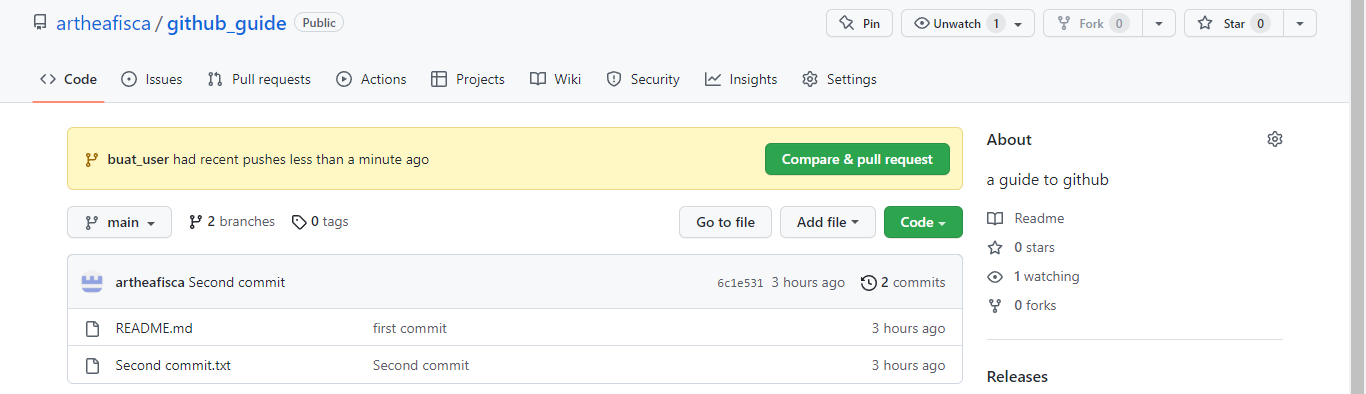 artheafisca / github_guide Public Pin Unwatch 1 Fork 0 Star 0
Code Issues Pull requests Actions Projects Wiki Security Insights Settings
buat_user had recent pushes less than a minute ago Compare & pull request
main 2 branches 0 tags Go to file Add file Code
artheafisca Second commit 6c1e531 3 hours ago 2 commits
README.md first commit 3 hours ago
Second commit.txt Second commit 3 hours ago
About
a guide to github
Readme
0 stars
1 watching
0 forks
Releases